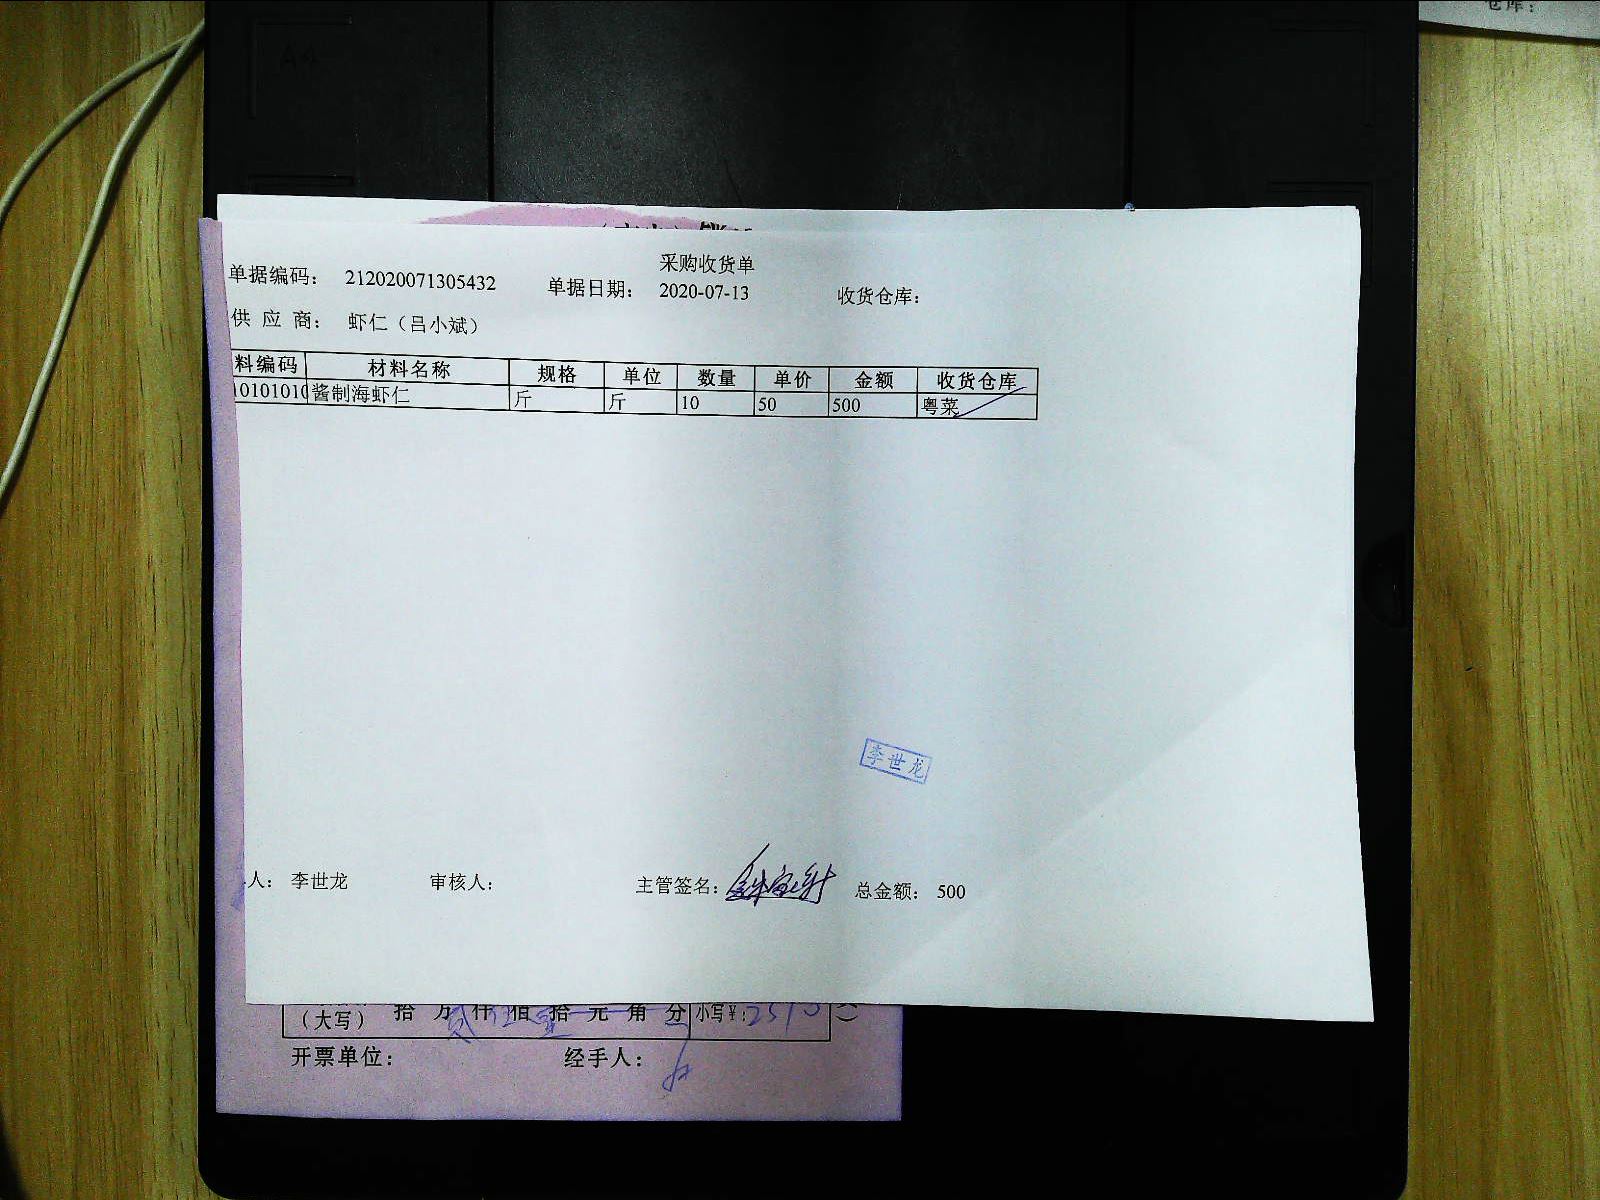 仓库：
采购收货单
单据编码： 212020071305432 单据日期： 2020-07-13 收货仓库：
供 应 商： 虾仁（吕小斌）
料编码 材料名称 规格 单位 数量 单价 金额 收货仓库
10101010 酱制海虾仁 斤 斤 10 50 500 粤菜
李世龙
人： 李世龙 审核人： 主管签名： 总金额： 500
（大写） 拾 万 仟 佰 拾 元 角 分 小写¥:
开票单位： 经手人：